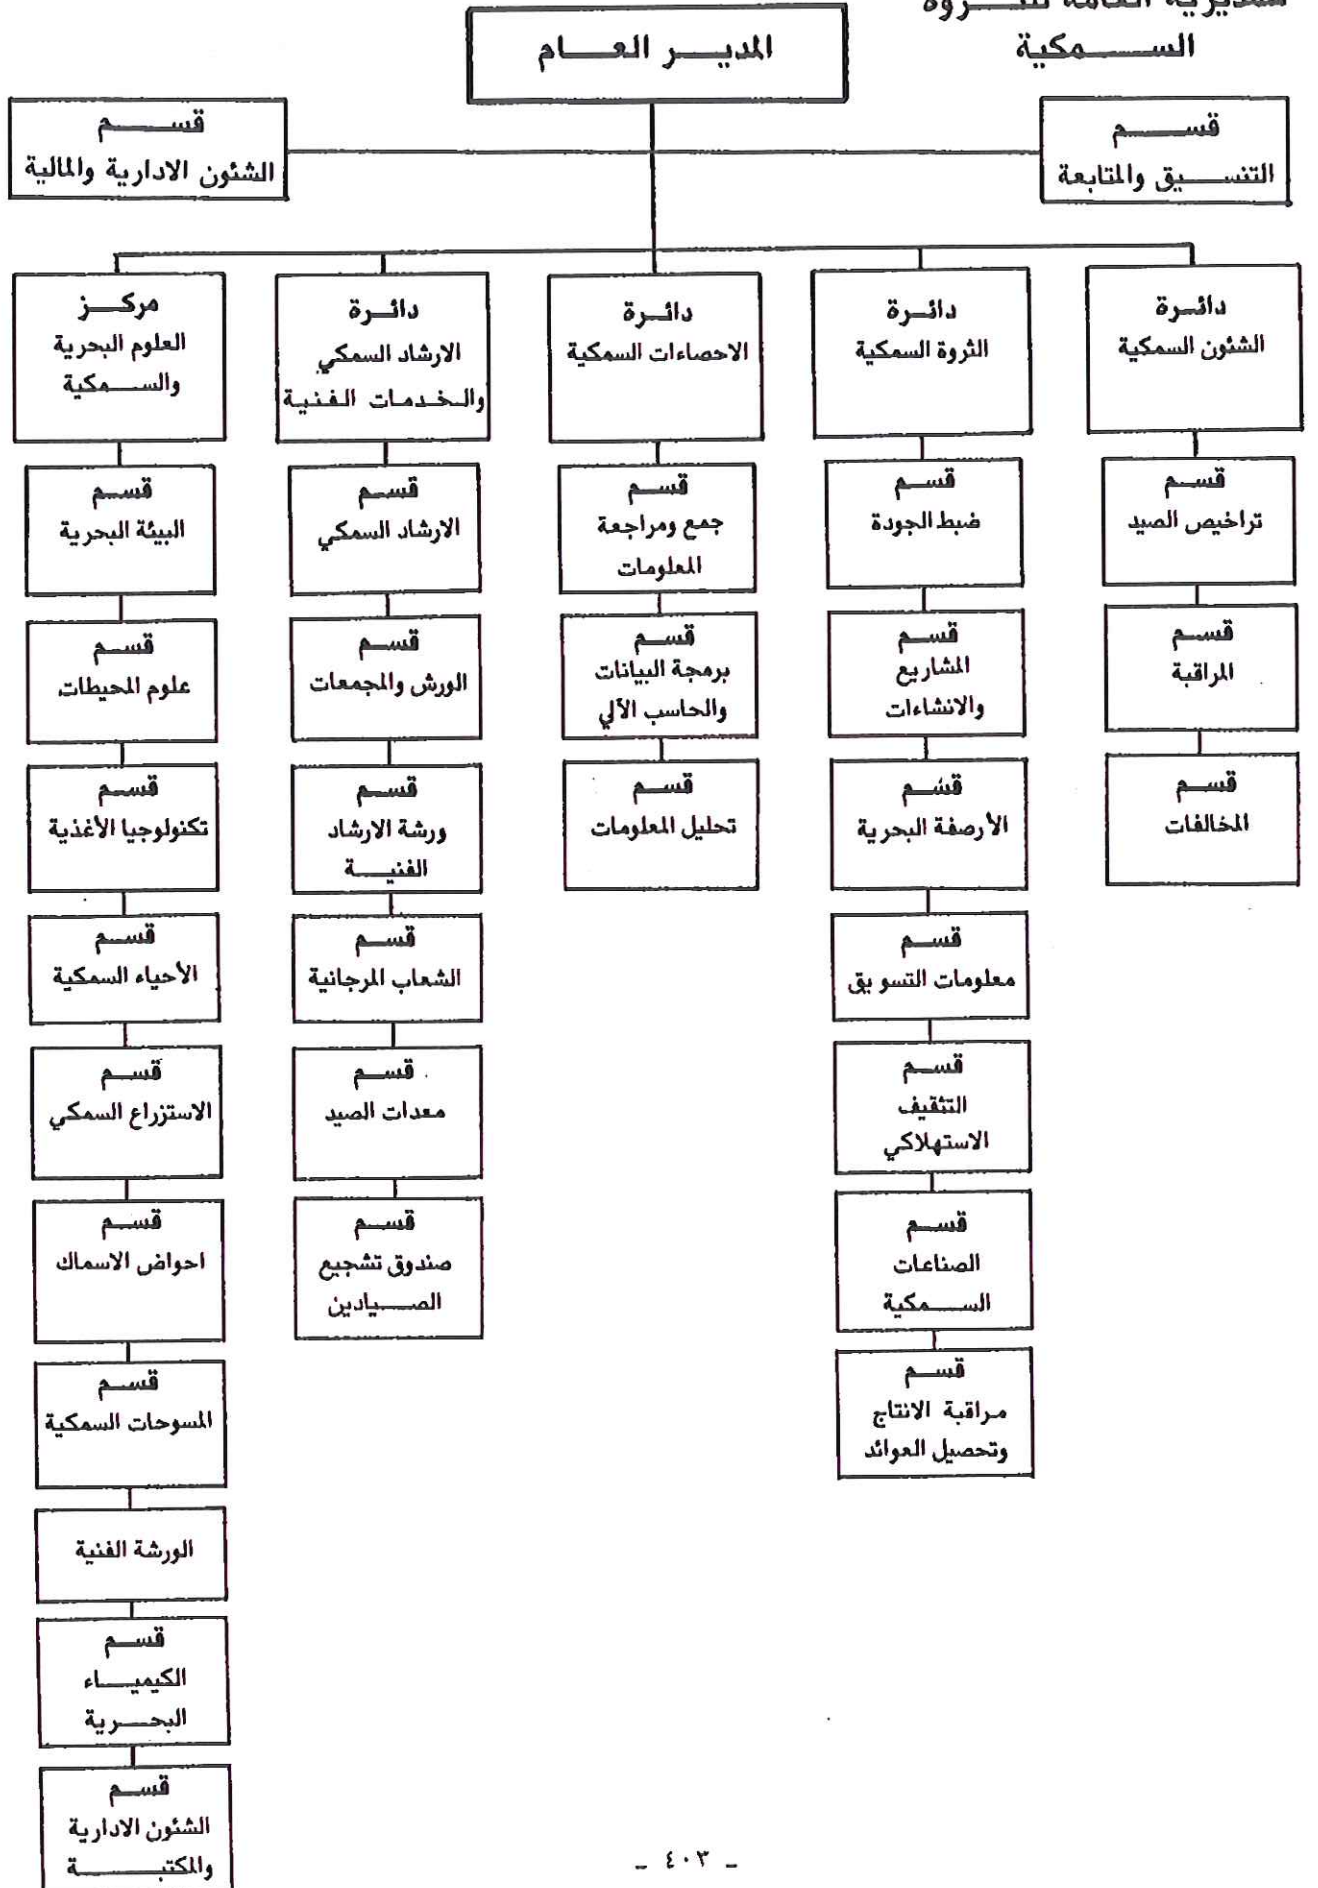 المديرية العامة للثروة
السمكية
المدير العام
قسم
التنسيق والمتابعة
قسم
الشئون الادارية والمالية
دائرة
الشئون السمكية
قسم
تراخيص الصيد
قسم
المراقبة
قسم
المخالفات
دائرة
الثروة السمكية
قسم
ضبط الجودة
قسم
المشاريع
والانشاءات
قسم
الأرصفة البحرية
قسم
معلومات التسويق
قسم
التثقيف
الاستهلاكي
قسم
الصناعات
السمكية
قسم
مراقبة الانتاج
وتحصيل العوائد
دائرة
الاحصاءات السمكية
قسم
جمع ومراجعة
المعلومات
قسم
برمجة البيانات
والحاسب الآلي
قسم
تحليل المعلومات
دائرة
الارشاد السمكي
والخدمات الفنية
قسم
الارشاد السمكي
قسم
الورش والمجمعات
قسم
ورشة الارشاد
الفنية
قسم
الشعاب المرجانية
قسم
معدات الصيد
قسم
صندوق تشجيع
الصيادين
مركز
العلوم البحرية
والسمكية
قسم
البيئة البحرية
قسم
علوم المحيطات
قسم
تكنولوجيا الأغذية
قسم
الأحياء السمكية
قسم
الاستزراع السمكي
قسم
احواض الاسماك
قسم
المسوحات السمكية
الورشة الفنية
قسم
الكيمياء
البحرية
قسم
الشئون الادارية
والمكتبة
_ ٤٠٣ _